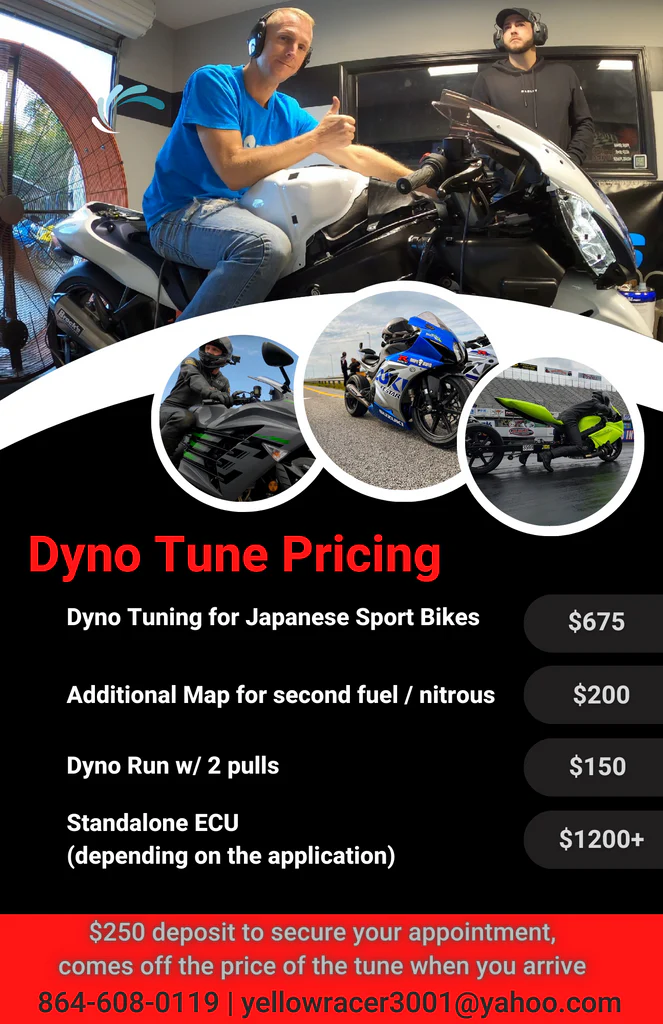 Dyno Tune Pricing
Dyno Tuning for Japanese Sport Bikes
$675
Additional Map for second fuel / nitrous
$200
Dyno Run w/ 2 pulls
$150
Standalone ECU
(depending on the application)
$1200+
$250 deposit to secure your appointment,
comes off the price of the tune when you arrive
864-608-0119 | yellowracer3001@yahoo.com